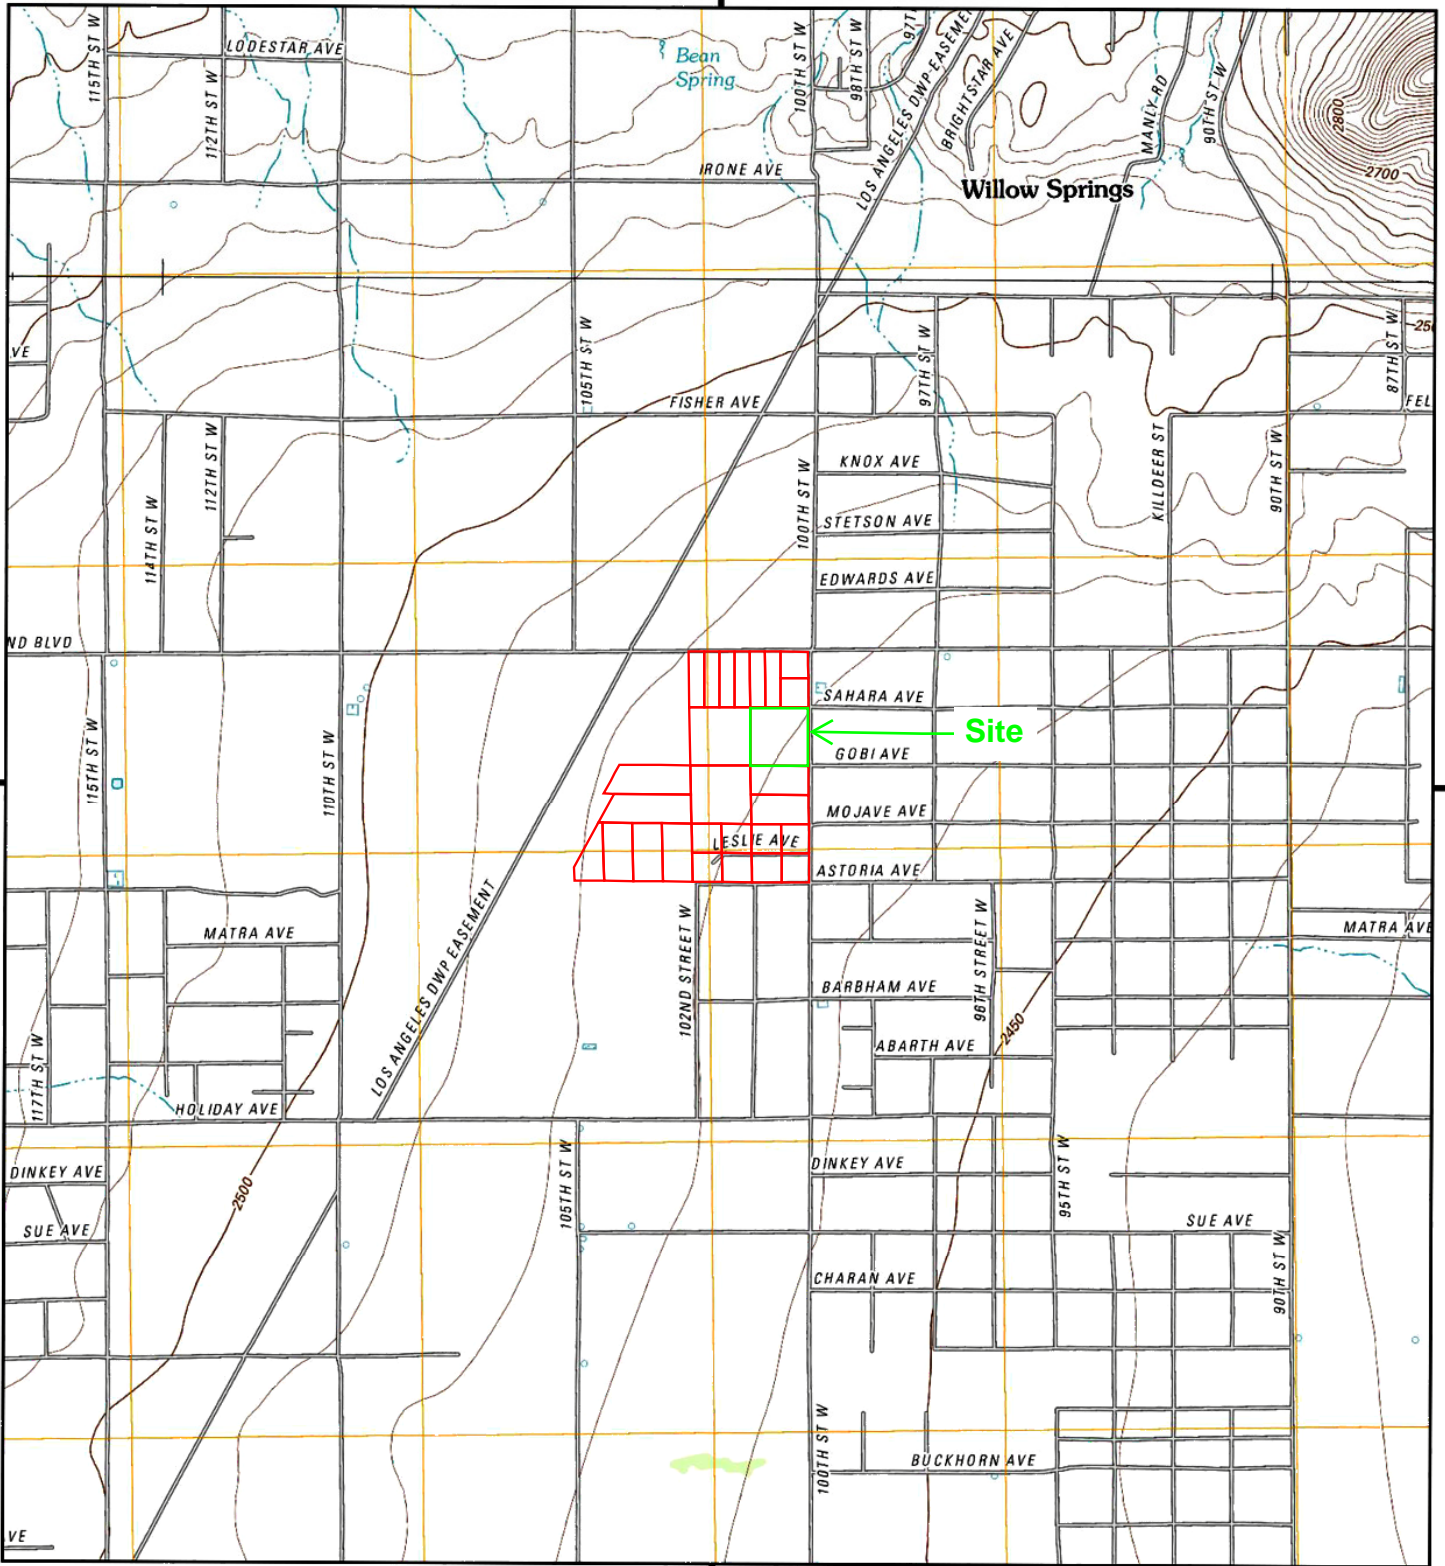 115TH ST W
LODESTAR AVE
112TH ST W
Bean
Spring
100TH ST W
98TH ST W
97TH
LOS ANGELES DWP EASEMENT
BRIGHTSTAR AVE
MANLY RD
90TH ST W
2800
2700
IRONE AVE
Willow Springs
VE
105TH ST W
97TH ST W
87TH ST W
250
FISHER AVE
FEL
112TH ST W
114TH ST W
100TH ST W
KNOX AVE
KILLDEER ST
90TH ST W
STETSON AVE
EDWARDS AVE
ND BLVD
SAHARA AVE
Site
115TH ST W
110TH ST W
GOBI AVE
MOJAVE AVE
LESLIE AVE
ASTORIA AVE
LOS ANGELES DWP EASEMENT
MATRA AVE
102ND STREET W
96TH STREET W
MATRA AVE
BARBHAM AVE
2450
ABARTH AVE
117TH ST W
HOLIDAY AVE
DINKEY AVE
2500
105TH ST W
DINKEY AVE
95TH ST W
SUE AVE
SUE AVE
CHARAN AVE
90TH ST W
100TH ST W
BUCKHORN AVE
VE